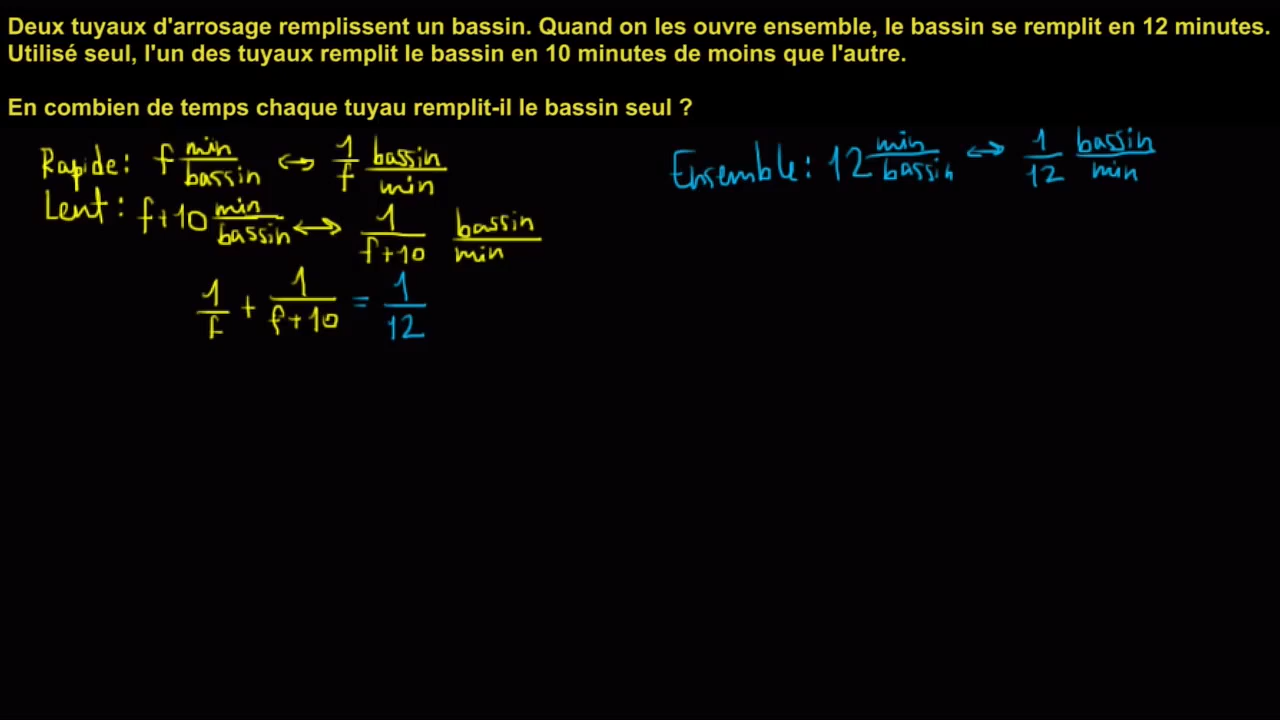 Deux tuyaux d'arrosage remplissent un bassin. Quand on les ouvre ensemble, le bassin se remplit en 12 minutes.
Utilisé seul, l'un des tuyaux remplit le bassin en 10 minutes de moins que l'autre.
En combien de temps chaque tuyau remplit-il le bassin seul ?
Rapide: f min/bassin ↔ 1/f bassin/min
Ensemble: 12 min/bassin ↔ 1/12 bassin/min
Lent: f+10 min/bassin ↔ 1/(f+10) bassin/min
1/f + 1/(f+10) = 1/12